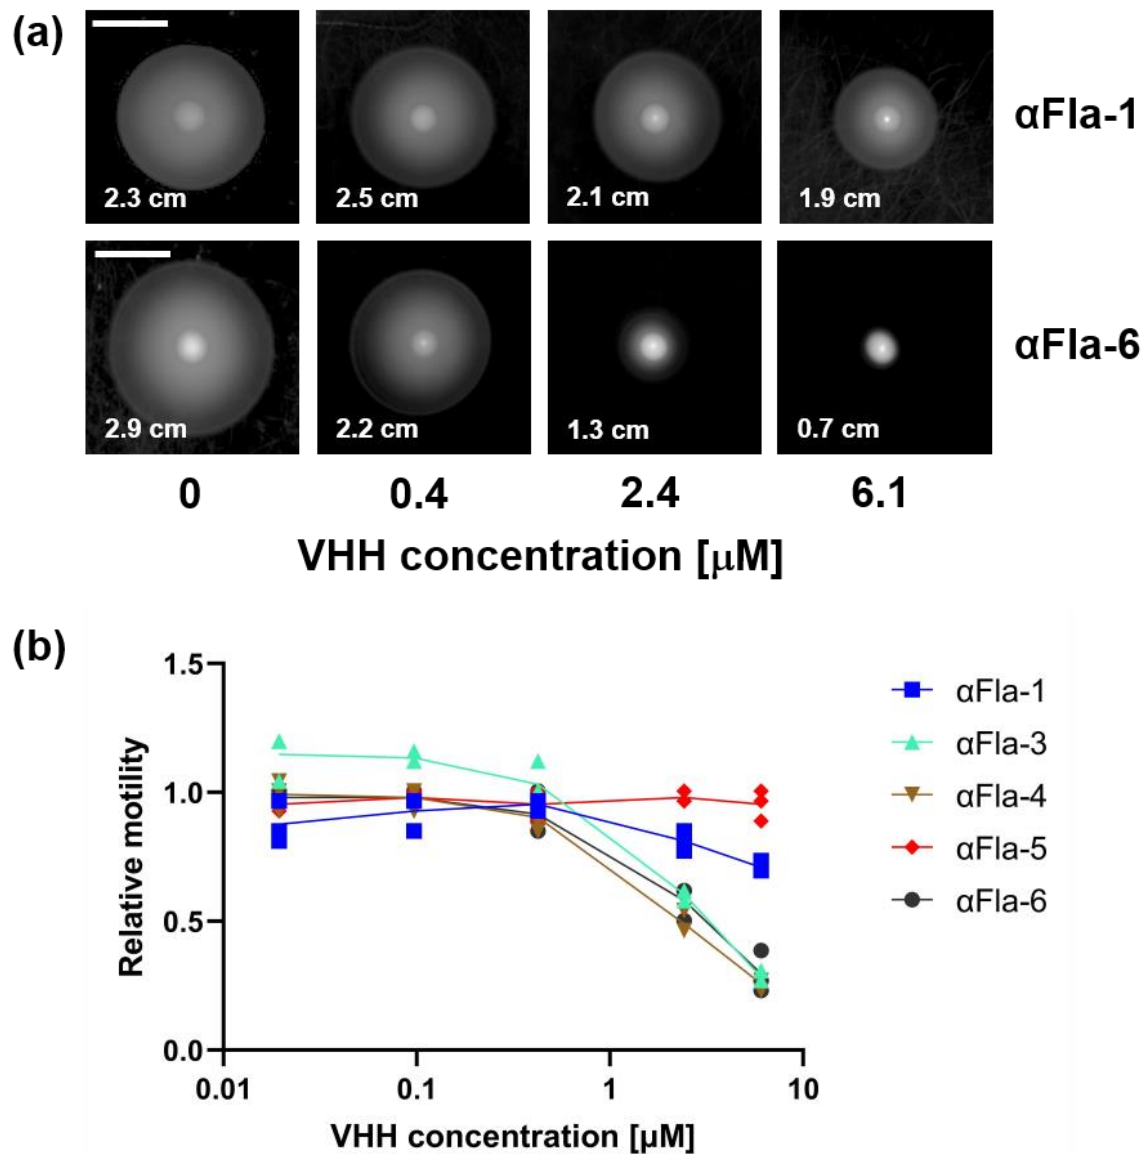 (a)
2.3 cm 2.5 cm 2.1 cm 1.9 cm αFla-1
2.9 cm 2.2 cm 1.3 cm 0.7 cm αFla-6
0 0.4 2.4 6.1
VHH concentration [μM]
(b)
Relative motility
1.5
1.0
0.5
0.0
0.01 0.1 1 10
VHH concentration [μM]
αFla-1
αFla-3
αFla-4
αFla-5
αFla-6